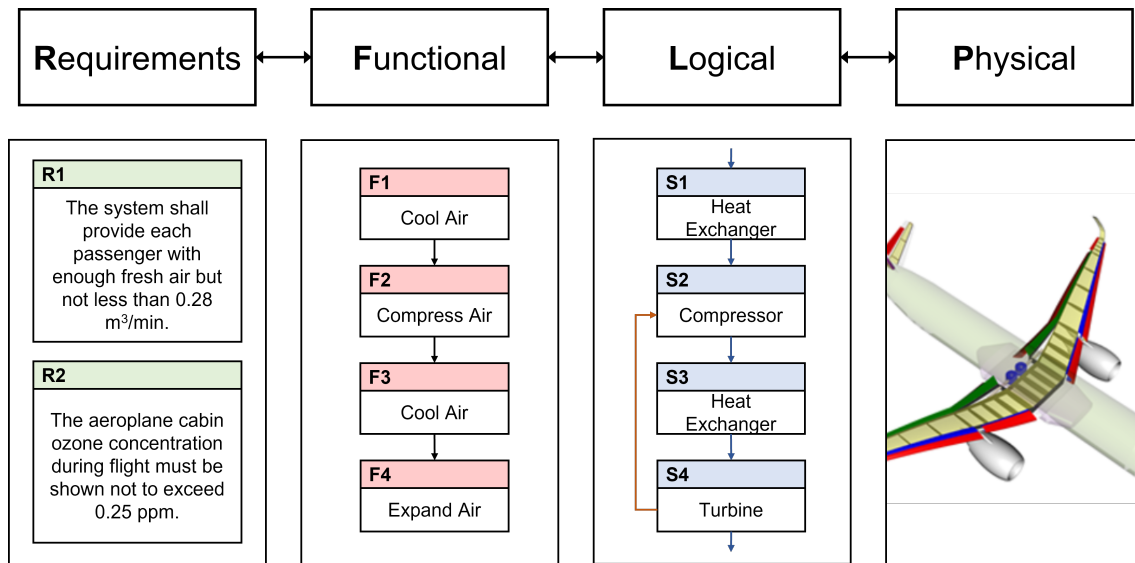 Requirements
Functional
Logical
Physical
R1
The system shall
provide each
passenger with
enough fresh air but
not less than 0.28
m³/min.
R2
The aeroplane cabin
ozone concentration
during flight must be
shown not to exceed
0.25 ppm.
F1
Cool Air
F2
Compress Air
F3
Cool Air
F4
Expand Air
S1
Heat
Exchanger
S2
Compressor
S3
Heat
Exchanger
S4
Turbine